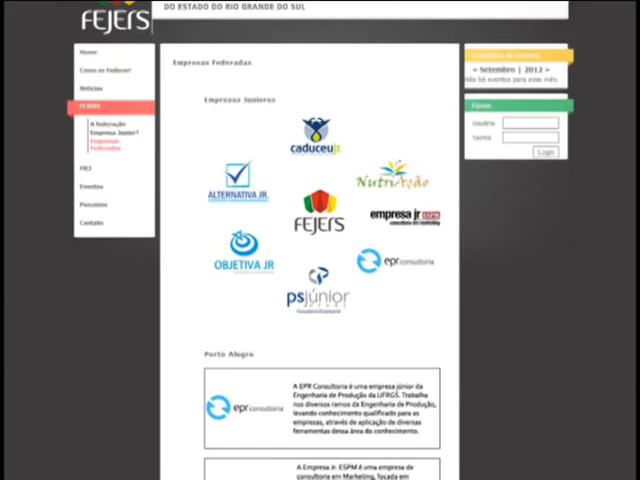 FEJERS
DO ESTADO DO RIO GRANDE DO SUL
Home
Como se Federar?
Notícias
FEJERS
A Federação
Empresa Junior?
Empresas
Federadas
Eventos
Parceiros
Contato
Empresas Federadas
Empresas Juniores
caduceujr.
ALTERNATIVA JR.
NutriAção
FEJERS
empresa jr ESPM
consultoria em marketing
OBJETIVA JR
epr consultoria
psjúnior
Porto Alegre
epr consultoria
A EPR Consultoria é uma empresa júnior da
Engenharia de Produção da UFRGS. Trabalha
nos diversos ramos da Engenharia de Produção,
levando conhecimento qualificado para as
empresas, através de aplicação de diversas
ferramentas dessa área do conhecimento.
A Empresa Jr. ESPM é uma empresa de
consultoria em Marketing, focada em
« Setembro | 2012 »
Não há eventos para esse mês.
Fórum
Usuário
Senha
Login